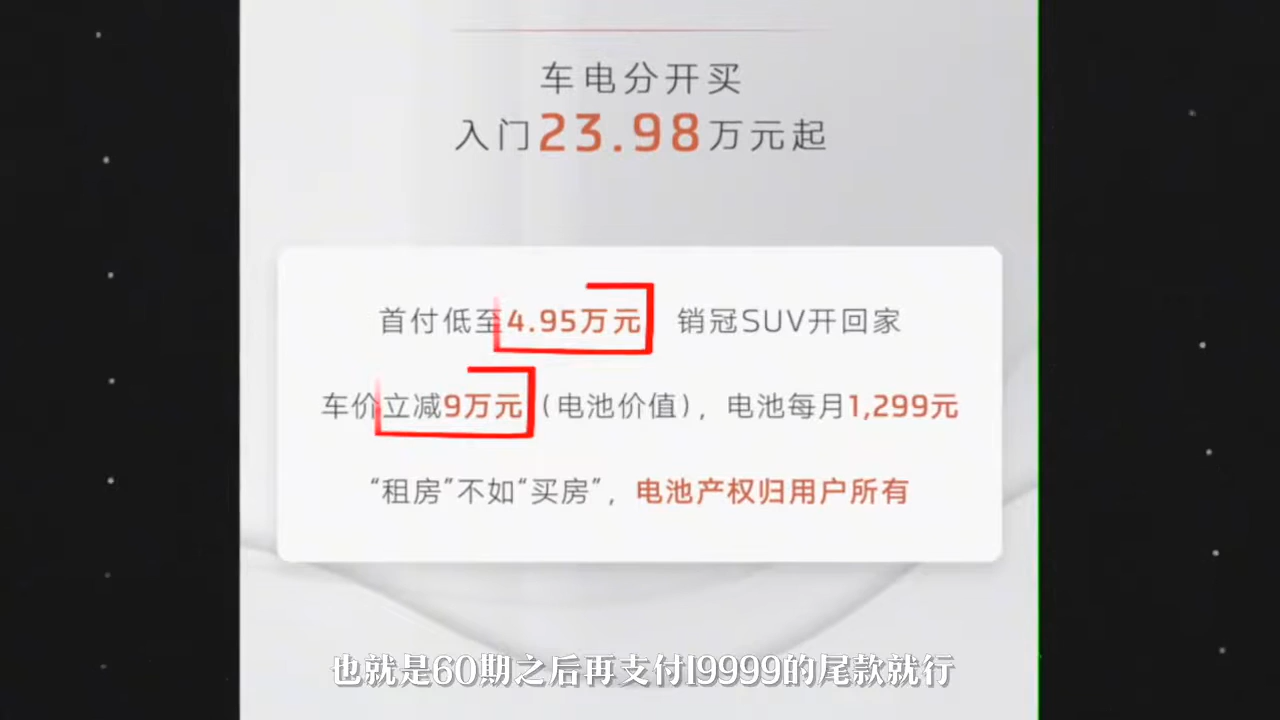 车电分开买
入门23.98万元起
首付低至4.95万元 销冠SUV开回家
车价立减9万元（电池价值），电池每月1,299元
“租房”不如“买房”，电池产权归用户所有
也就是60期之后再支付19999的尾款就行